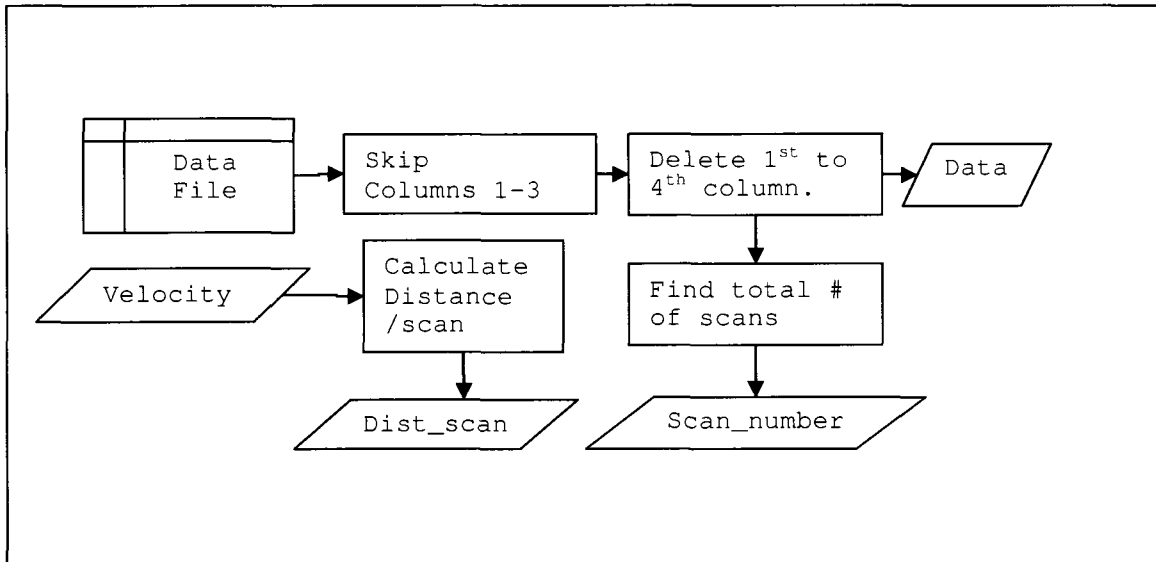 Data
File
Skip
Columns 1-3
Delete 1st to
4th column.
Data
Velocity
Calculate
Distance
/scan
Find total #
of scans
Dist_scan
Scan_number